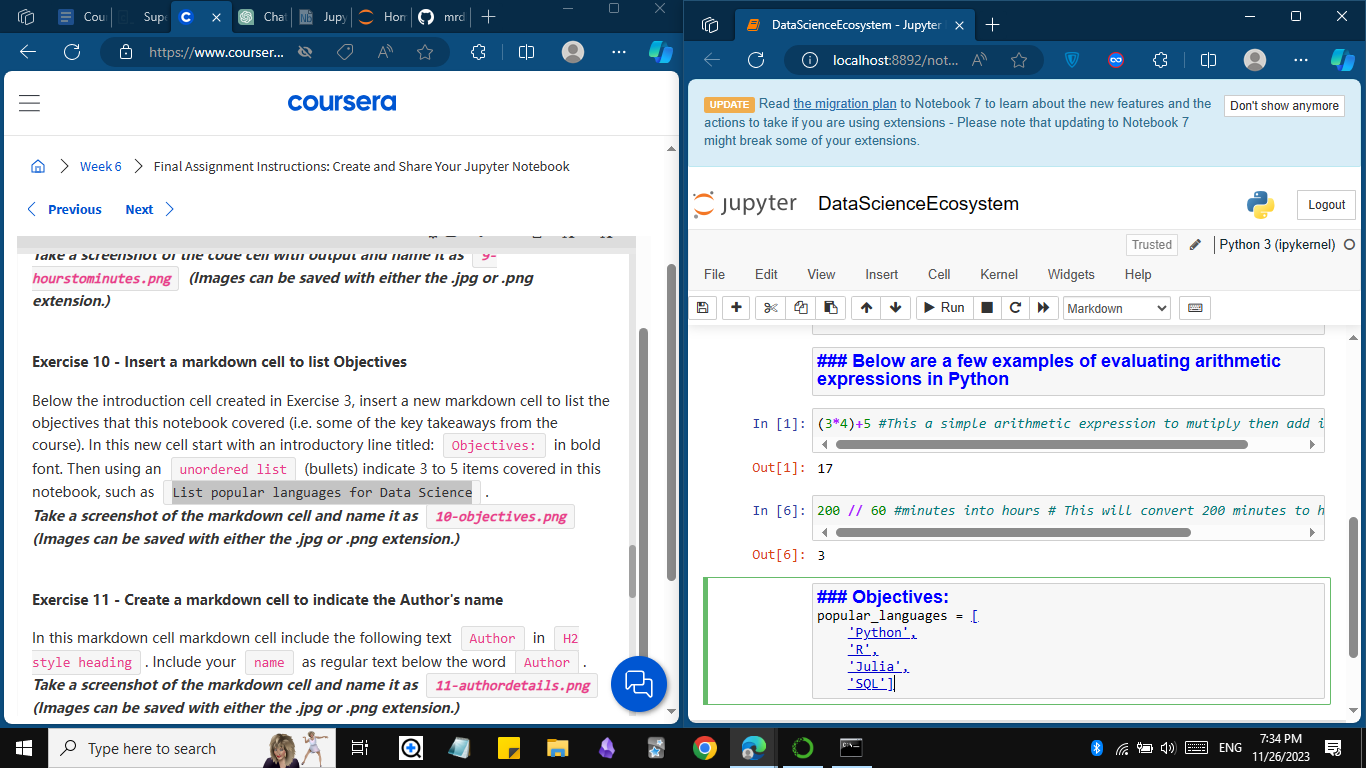 Cou
Supe
Chat
Jupy
Hom
mrd
https://www.courser...
coursera
Week 6
Final Assignment Instructions: Create and Share Your Jupyter Notebook
Previous
Next
Take a screenshot of the code cell with output and name it as 9-
hourstominutes.png (Images can be saved with either the .jpg or .png
extension.)
Exercise 10 - Insert a markdown cell to list Objectives
Below the introduction cell created in Exercise 3, insert a new markdown cell to list the
objectives that this notebook covered (i.e. some of the key takeaways from the
course). In this new cell start with an introductory line titled: Objectives: in bold
font. Then using an unordered list (bullets) indicate 3 to 5 items covered in this
notebook, such as List popular languages for Data Science .
Take a screenshot of the markdown cell and name it as 10-objectives.png
(Images can be saved with either the .jpg or .png extension.)
Exercise 11 - Create a markdown cell to indicate the Author's name
In this markdown cell markdown cell include the following text Author in H2
style heading . Include your name as regular text below the word Author .
Take a screenshot of the markdown cell and name it as 11-authordetails.png
(Images can be saved with either the .jpg or .png extension.)
DataScienceEcosystem - Jupyter
localhost:8892/not...
UPDATE Read the migration plan to Notebook 7 to learn about the new features and the
actions to take if you are using extensions - Please note that updating to Notebook 7
might break some of your extensions.
Don't show anymore
jupyter DataScienceEcosystem
Logout
Trusted
Python 3 (ipykernel)
File Edit View Insert Cell Kernel Widgets Help
Run
Markdown
### Below are a few examples of evaluating arithmetic
expressions in Python
In [1]: (3*4)+5 #This a simple arithmetic expression to mutiply then add i
Out[1]: 17
In [6]: 200 // 60 #minutes into hours # This will convert 200 minutes to h
Out[6]: 3
### Objectives:
popular_languages = [
'Python',
'R',
'Julia',
'SQL']
Type here to search
ENG
7:34 PM
11/26/2023